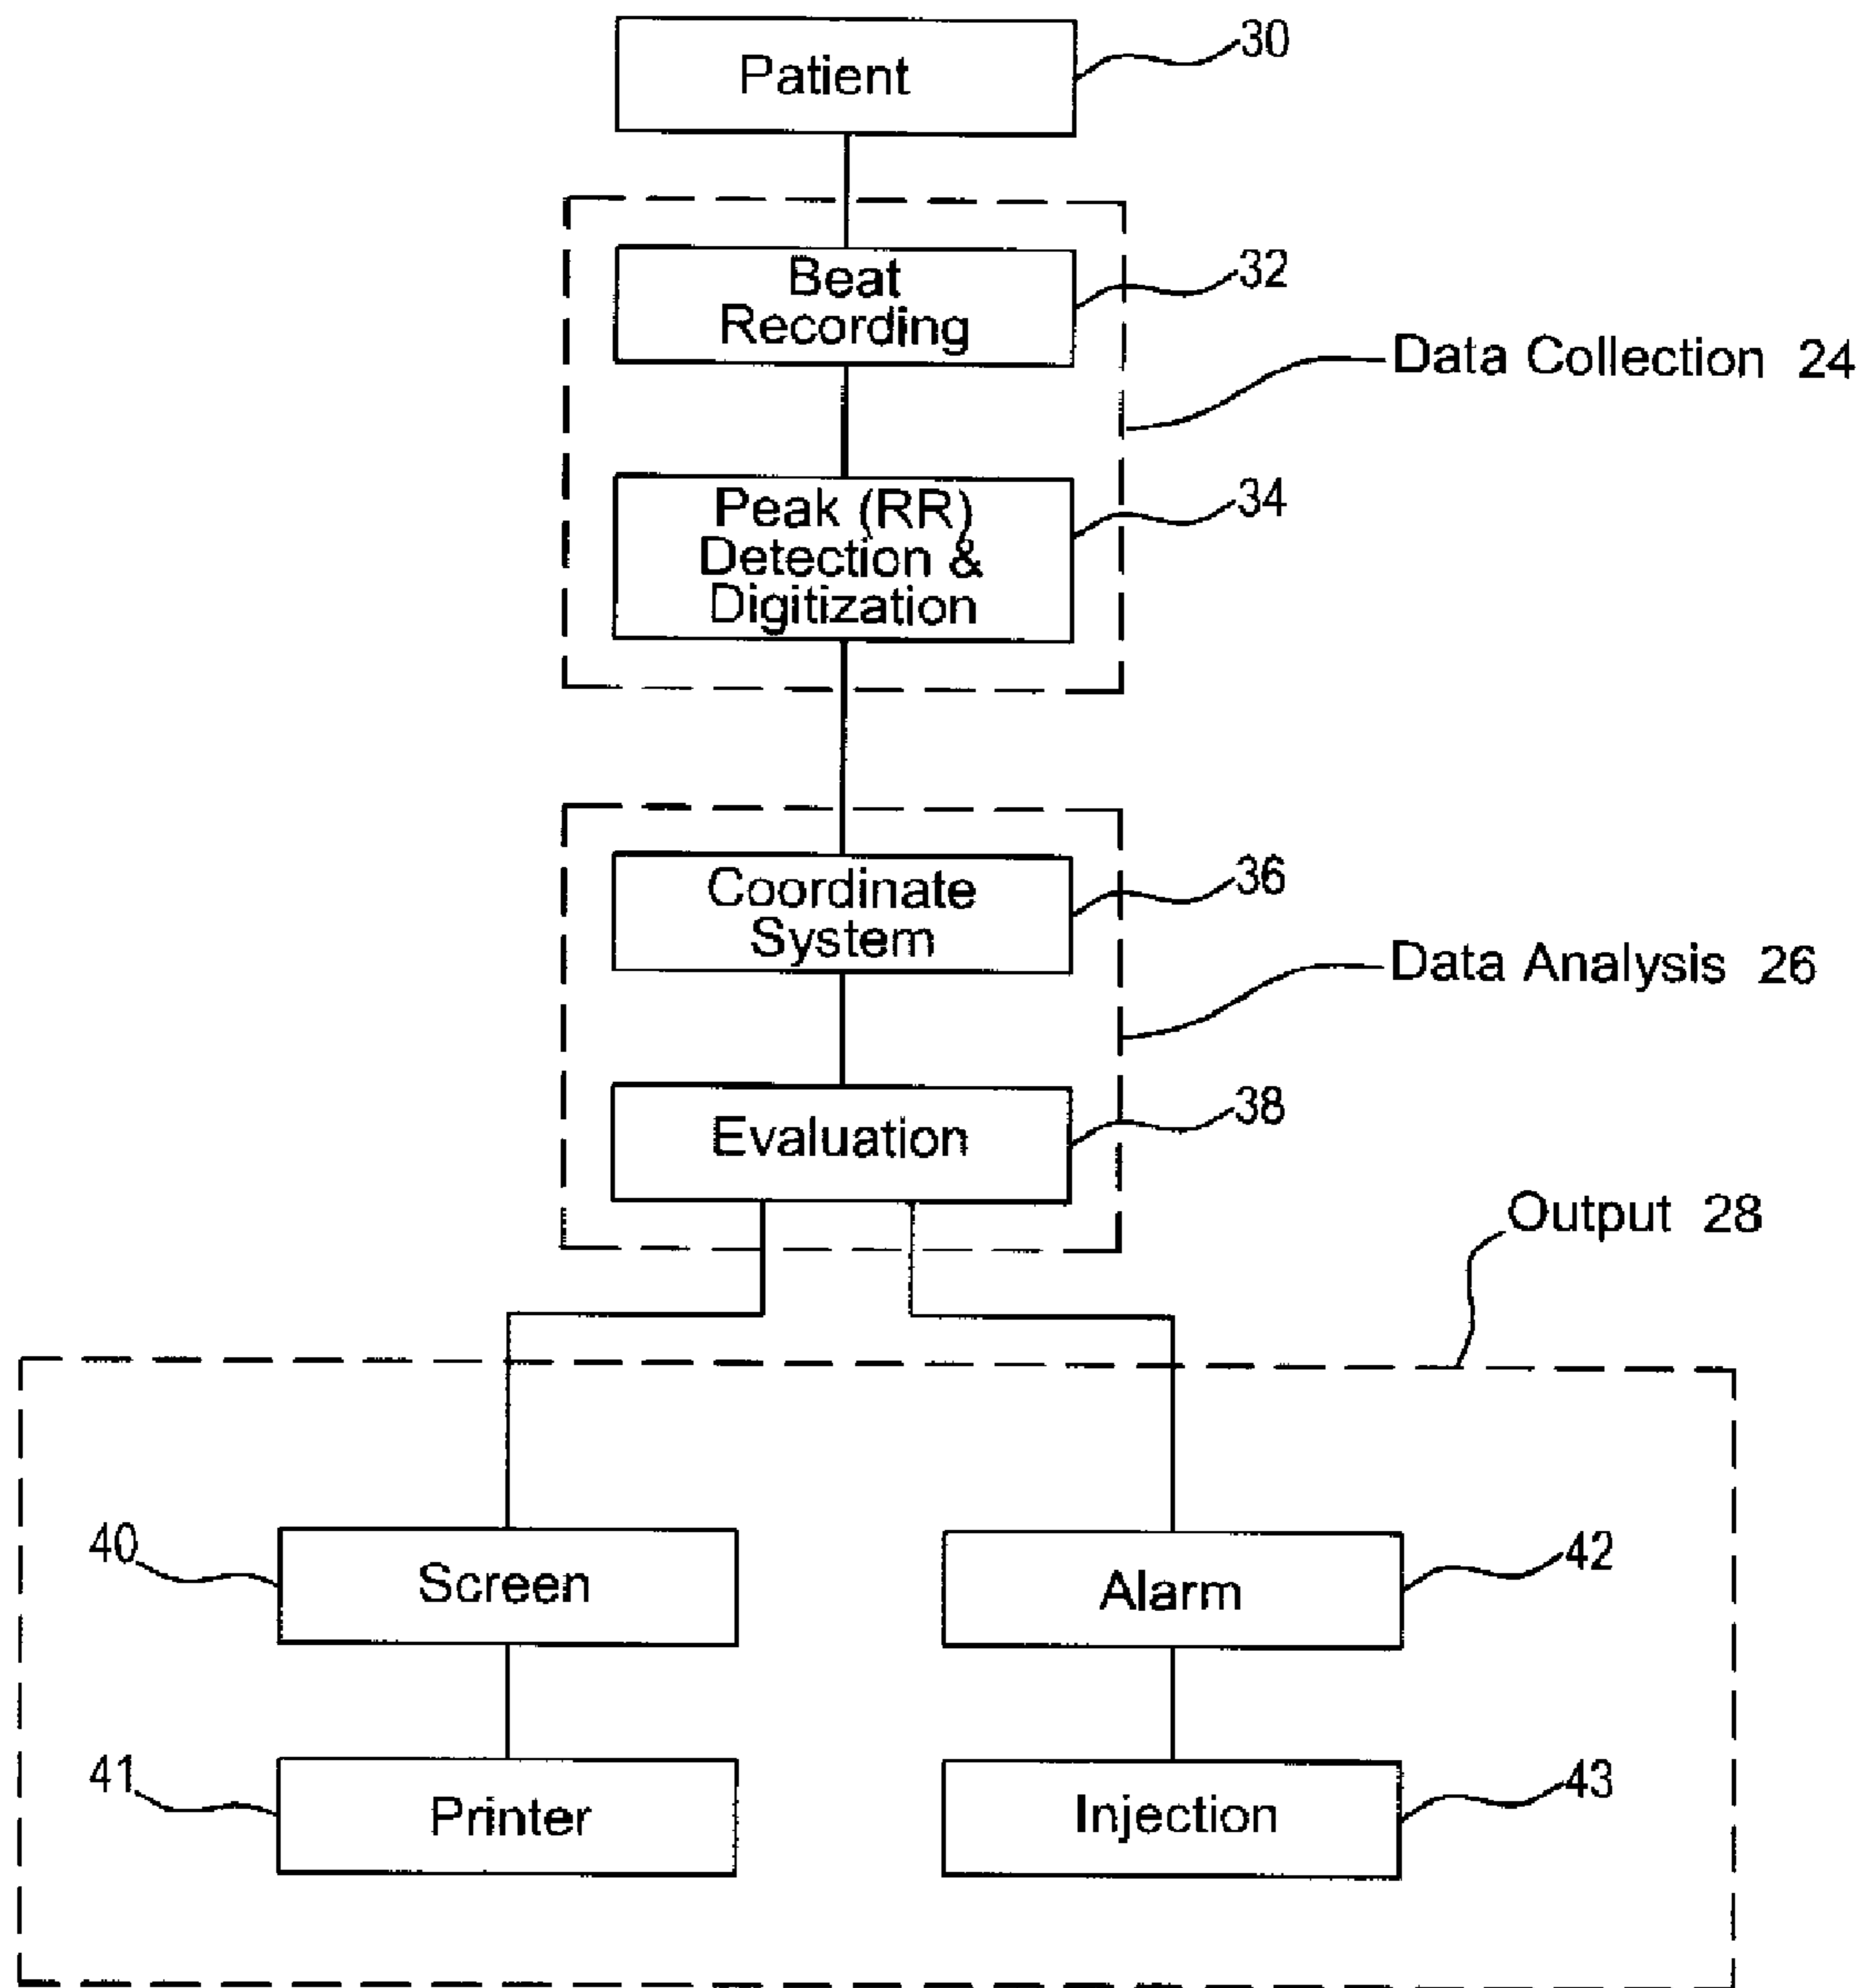 Patient
30
Beat
Recording
32
Data Collection 24
Peak (RR)
Detection &
Digitization
34
Coordinate
System
36
Data Analysis 26
Evaluation
38
Output 28
40
Screen
Alarm
42
41
Printer
Injection
43